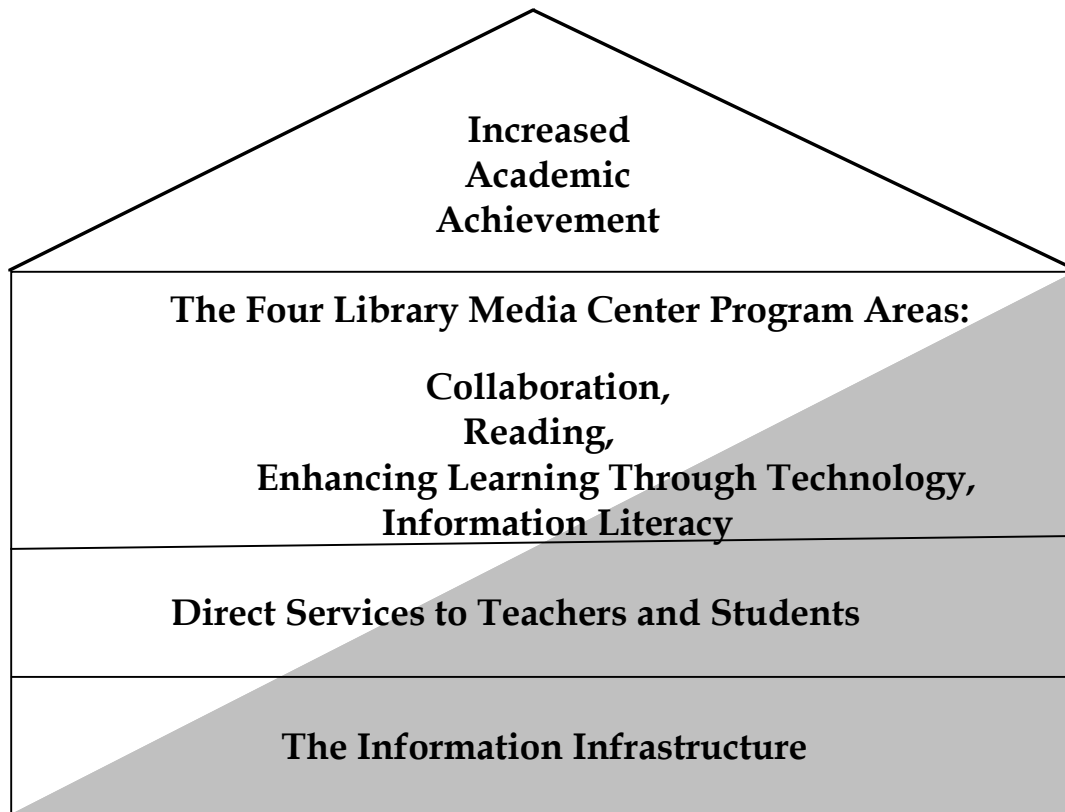 Increased
Academic
Achievement
The Four Library Media Center Program Areas:
Collaboration,
Reading,
Enhancing Learning Through Technology,
Information Literacy
Direct Services to Teachers and Students
The Information Infrastructure